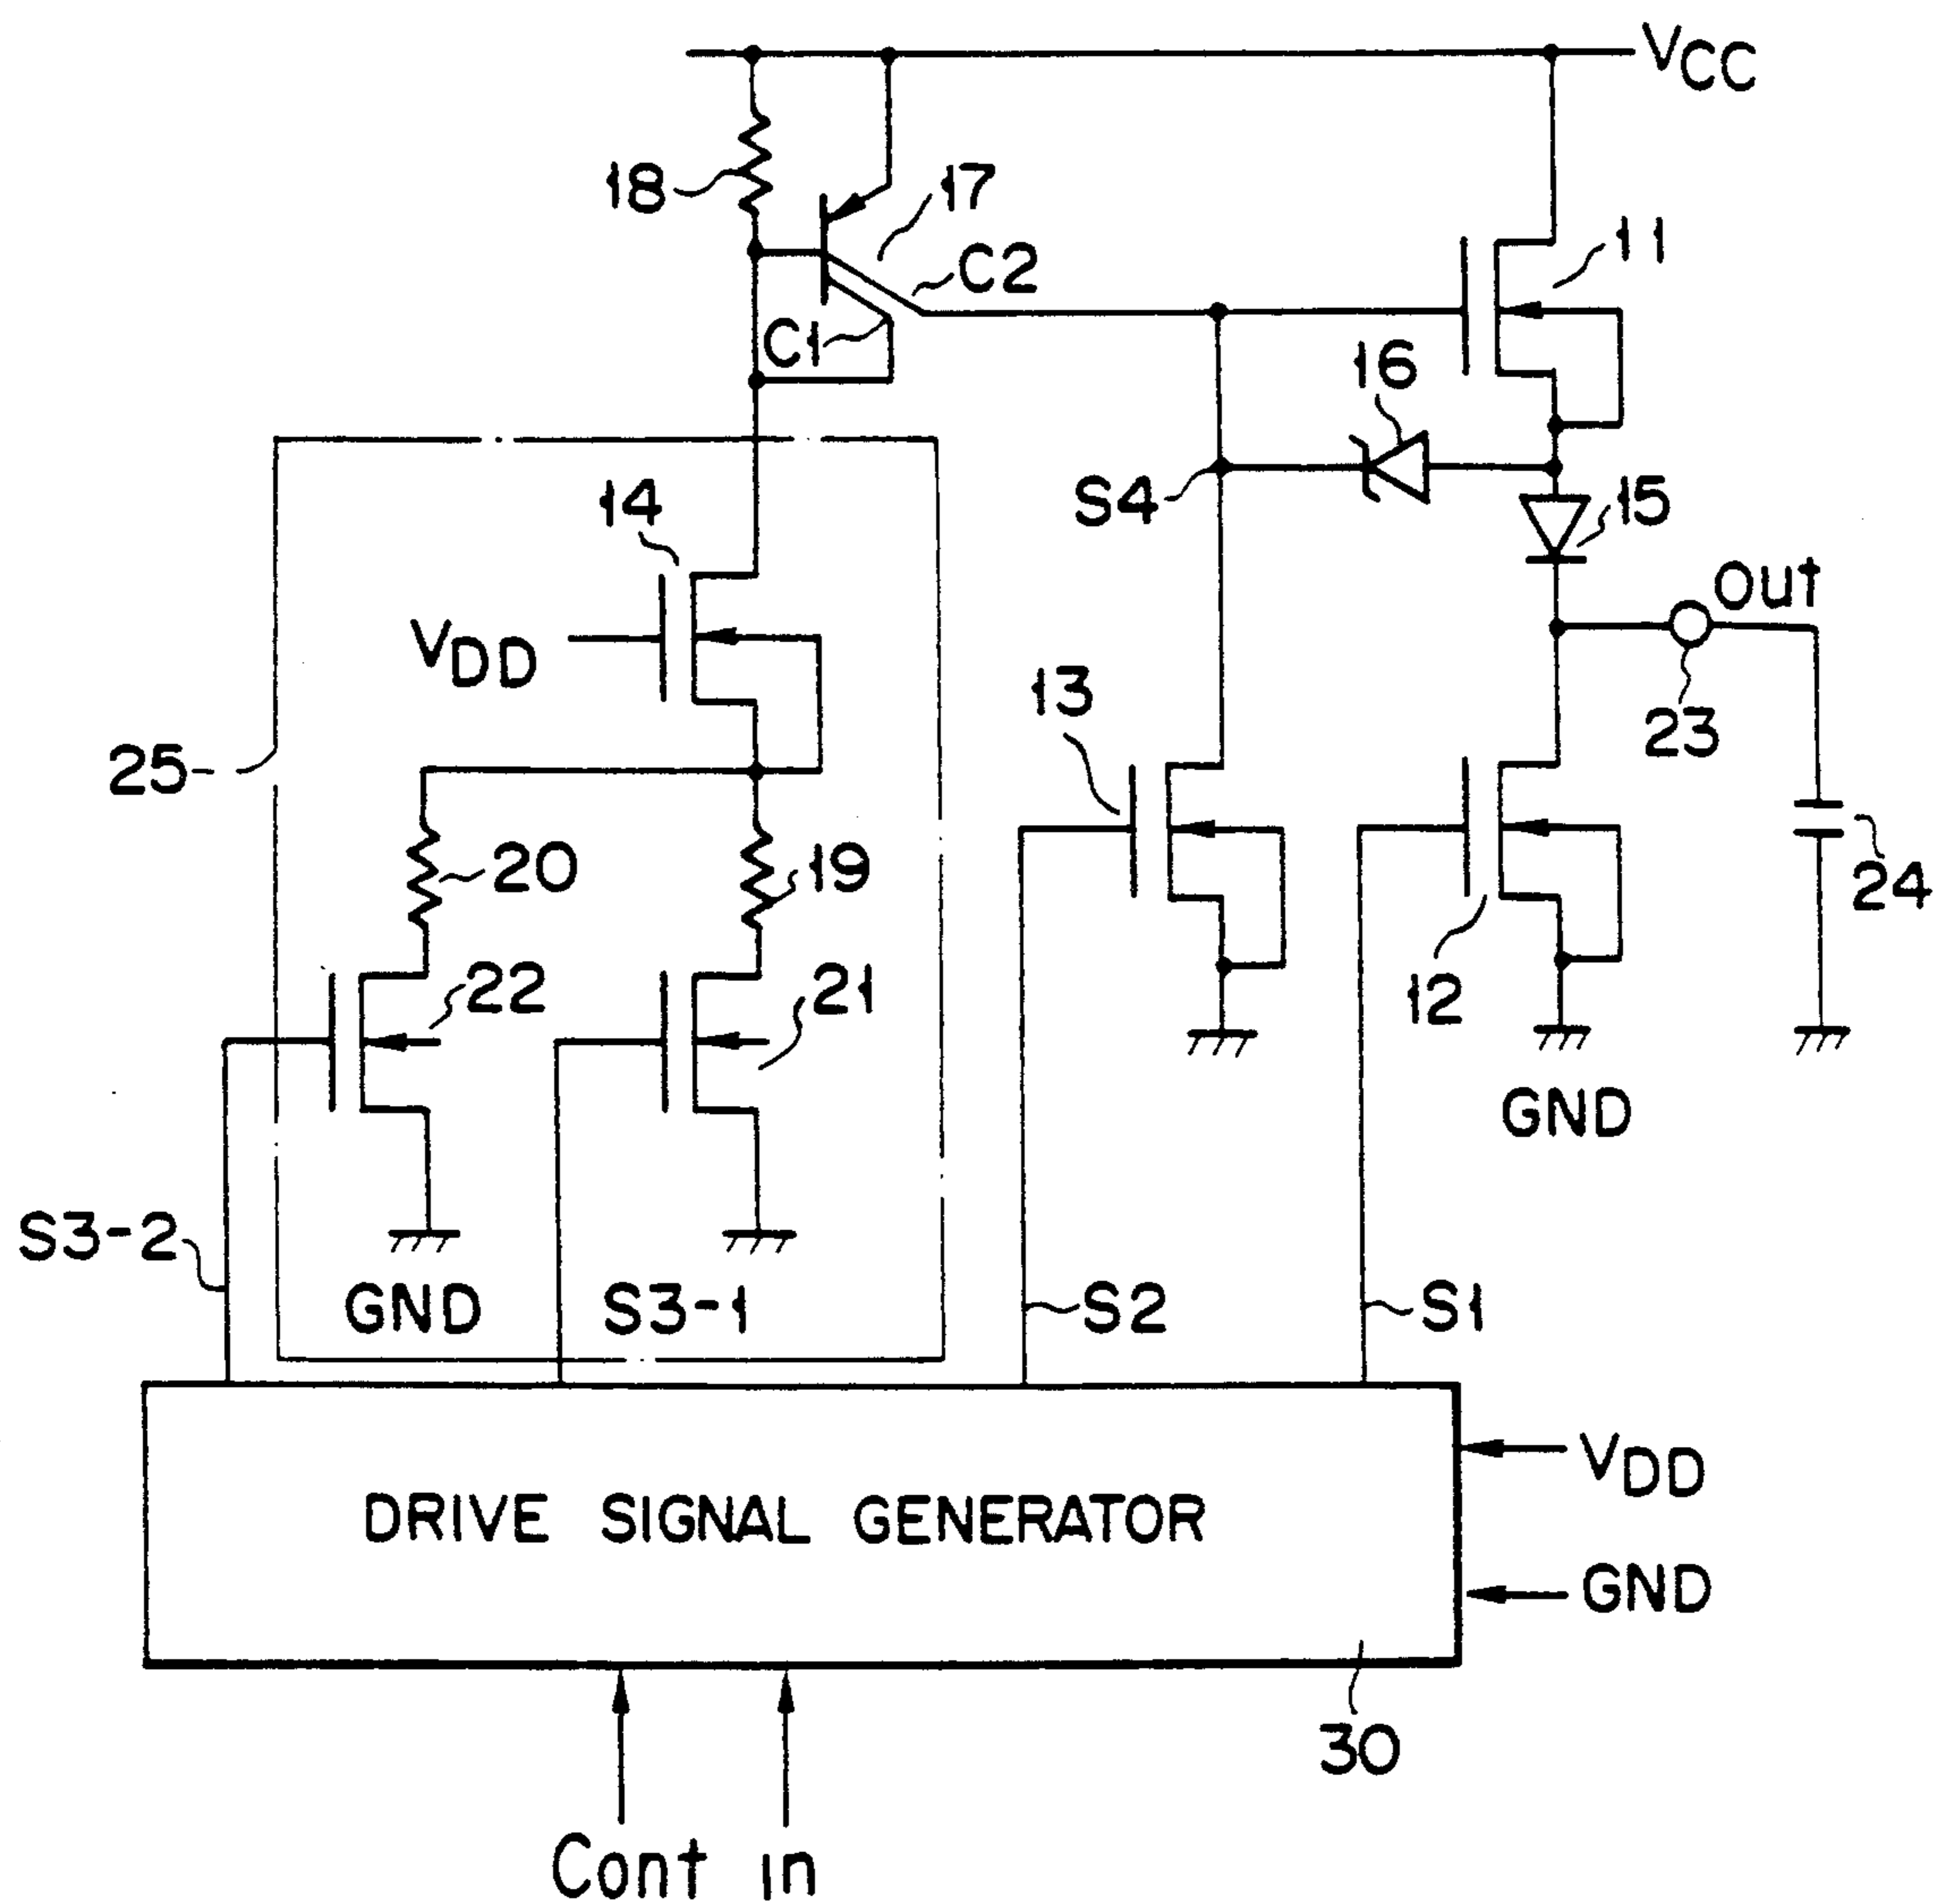 VCC
18
17
11
C2
C1
16
S4
15
14
OUT
VDD
13
23
25
20
19
24
22
21
12
GND
S3-2
GND
S3-1
S2
S1
VDD
DRIVE SIGNAL GENERATOR
GND
30
Cont in